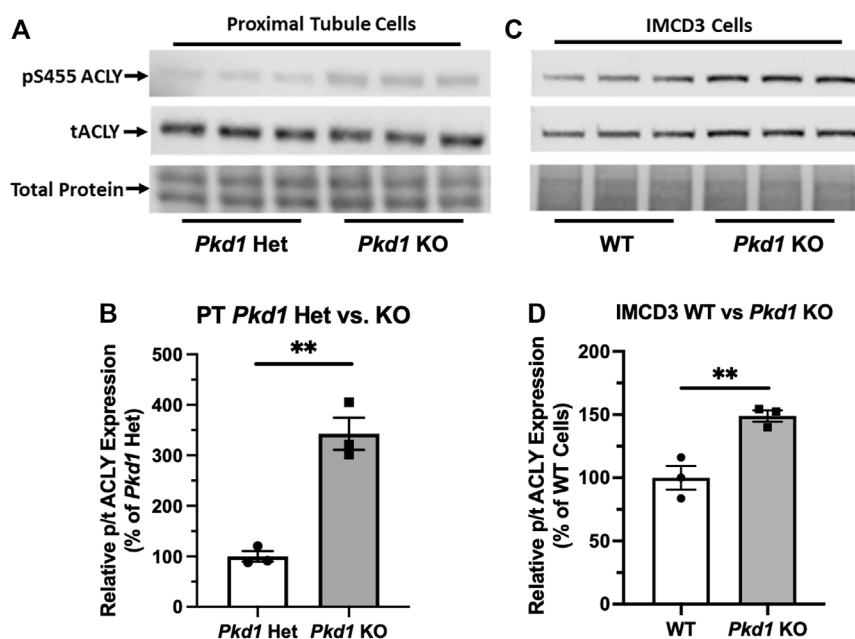 A
Proximal Tubule Cells
pS455 ACLY
tACLY
Total Protein
Pkd1 Het
Pkd1 KO
C
IMCD3 Cells
WT
Pkd1 KO
B
PT Pkd1 Het vs. KO
**
Relative p/t ACLY Expression
(% of Pkd1 Het)
500
400
300
200
100
0
Pkd1 Het
Pkd1 KO
D
IMCD3 WT vs Pkd1 KO
**
Relative p/t ACLY Expression
(% of WT Cells)
200
150
100
50
0
WT
Pkd1 KO